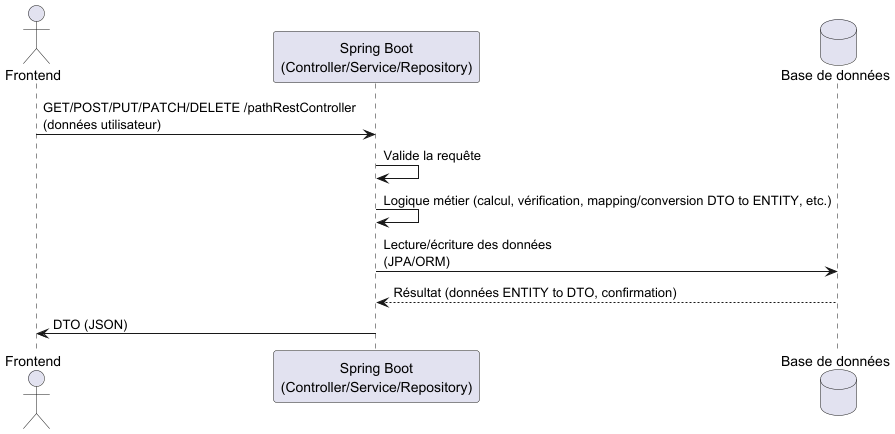 Spring Boot
(Controller/Service/Repository)
Frontend
Base de données
GET/POST/PUT/PATCH/DELETE /pathRestController
(données utilisateur)
Valide la requête
Logique métier (calcul, vérification, mapping/conversion DTO to ENTITY, etc.)
Lecture/écriture des données
(JPA/ORM)
Résultat (données ENTITY to DTO, confirmation)
DTO (JSON)
Frontend
Spring Boot
(Controller/Service/Repository)
Base de données